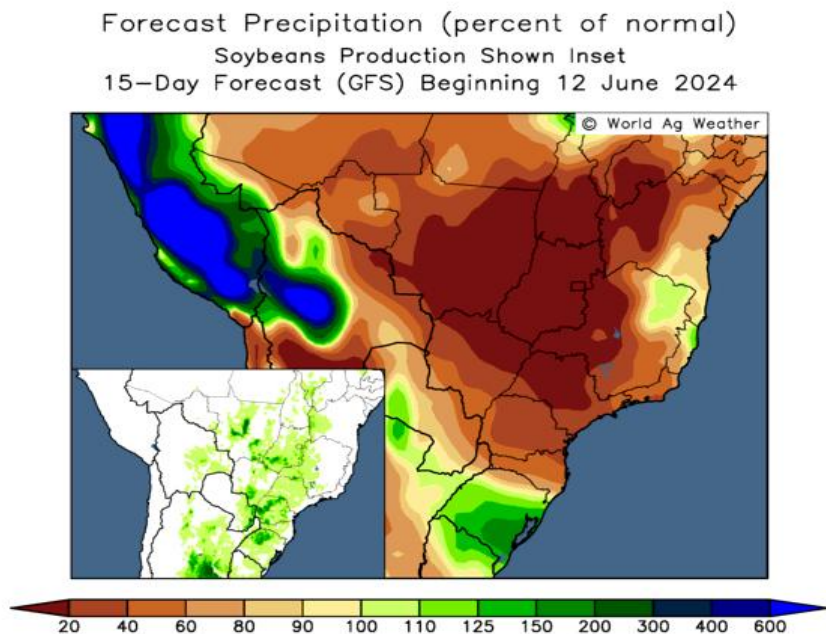 Forecast Precipitation (percent of normal)
Soybeans Production Shown Inset
15-Day Forecast (GFS) Beginning 12 June 2024
© World Ag Weather
20 40 60 80 90 100 110 125 150 200 300 400 600